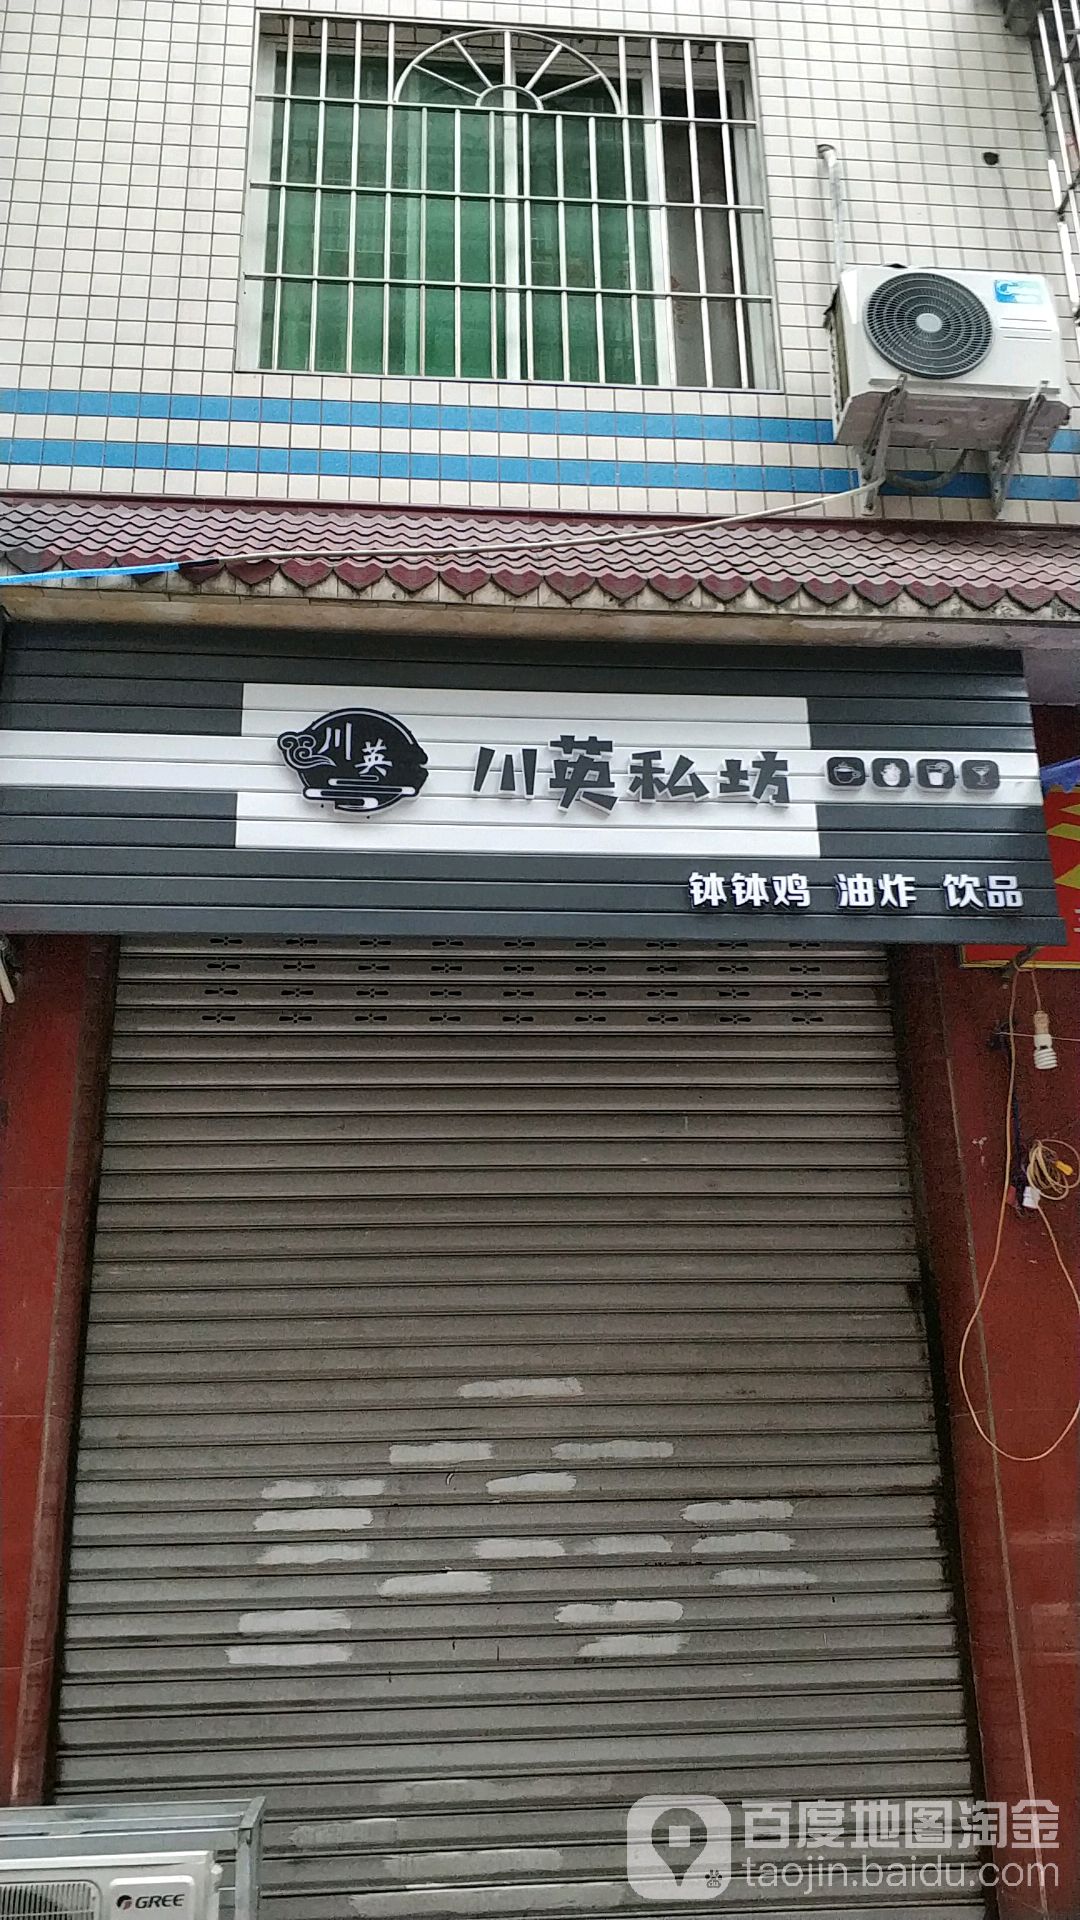 川英
川英私坊
钵钵鸡 油炸 饮品
GREE
百度地图淘金
taojin.baidu.com